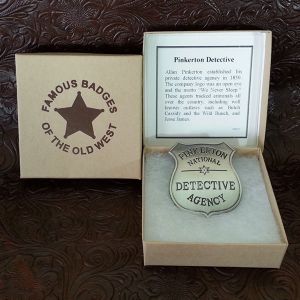 FAMOUS BADGES
OF THE OLD WEST
Pinkerton Detective
Allan Pinkerton established his
private detective agency in 1850.
The company logo was an open eye
and the motto "We Never Sleep."
These agents tracked criminals all
over the country, including well
known outlaws such as Butch
Cassidy and the Wild Bunch, and
Jesse James.
PINKERTON
NATIONAL
DETECTIVE
AGENCY